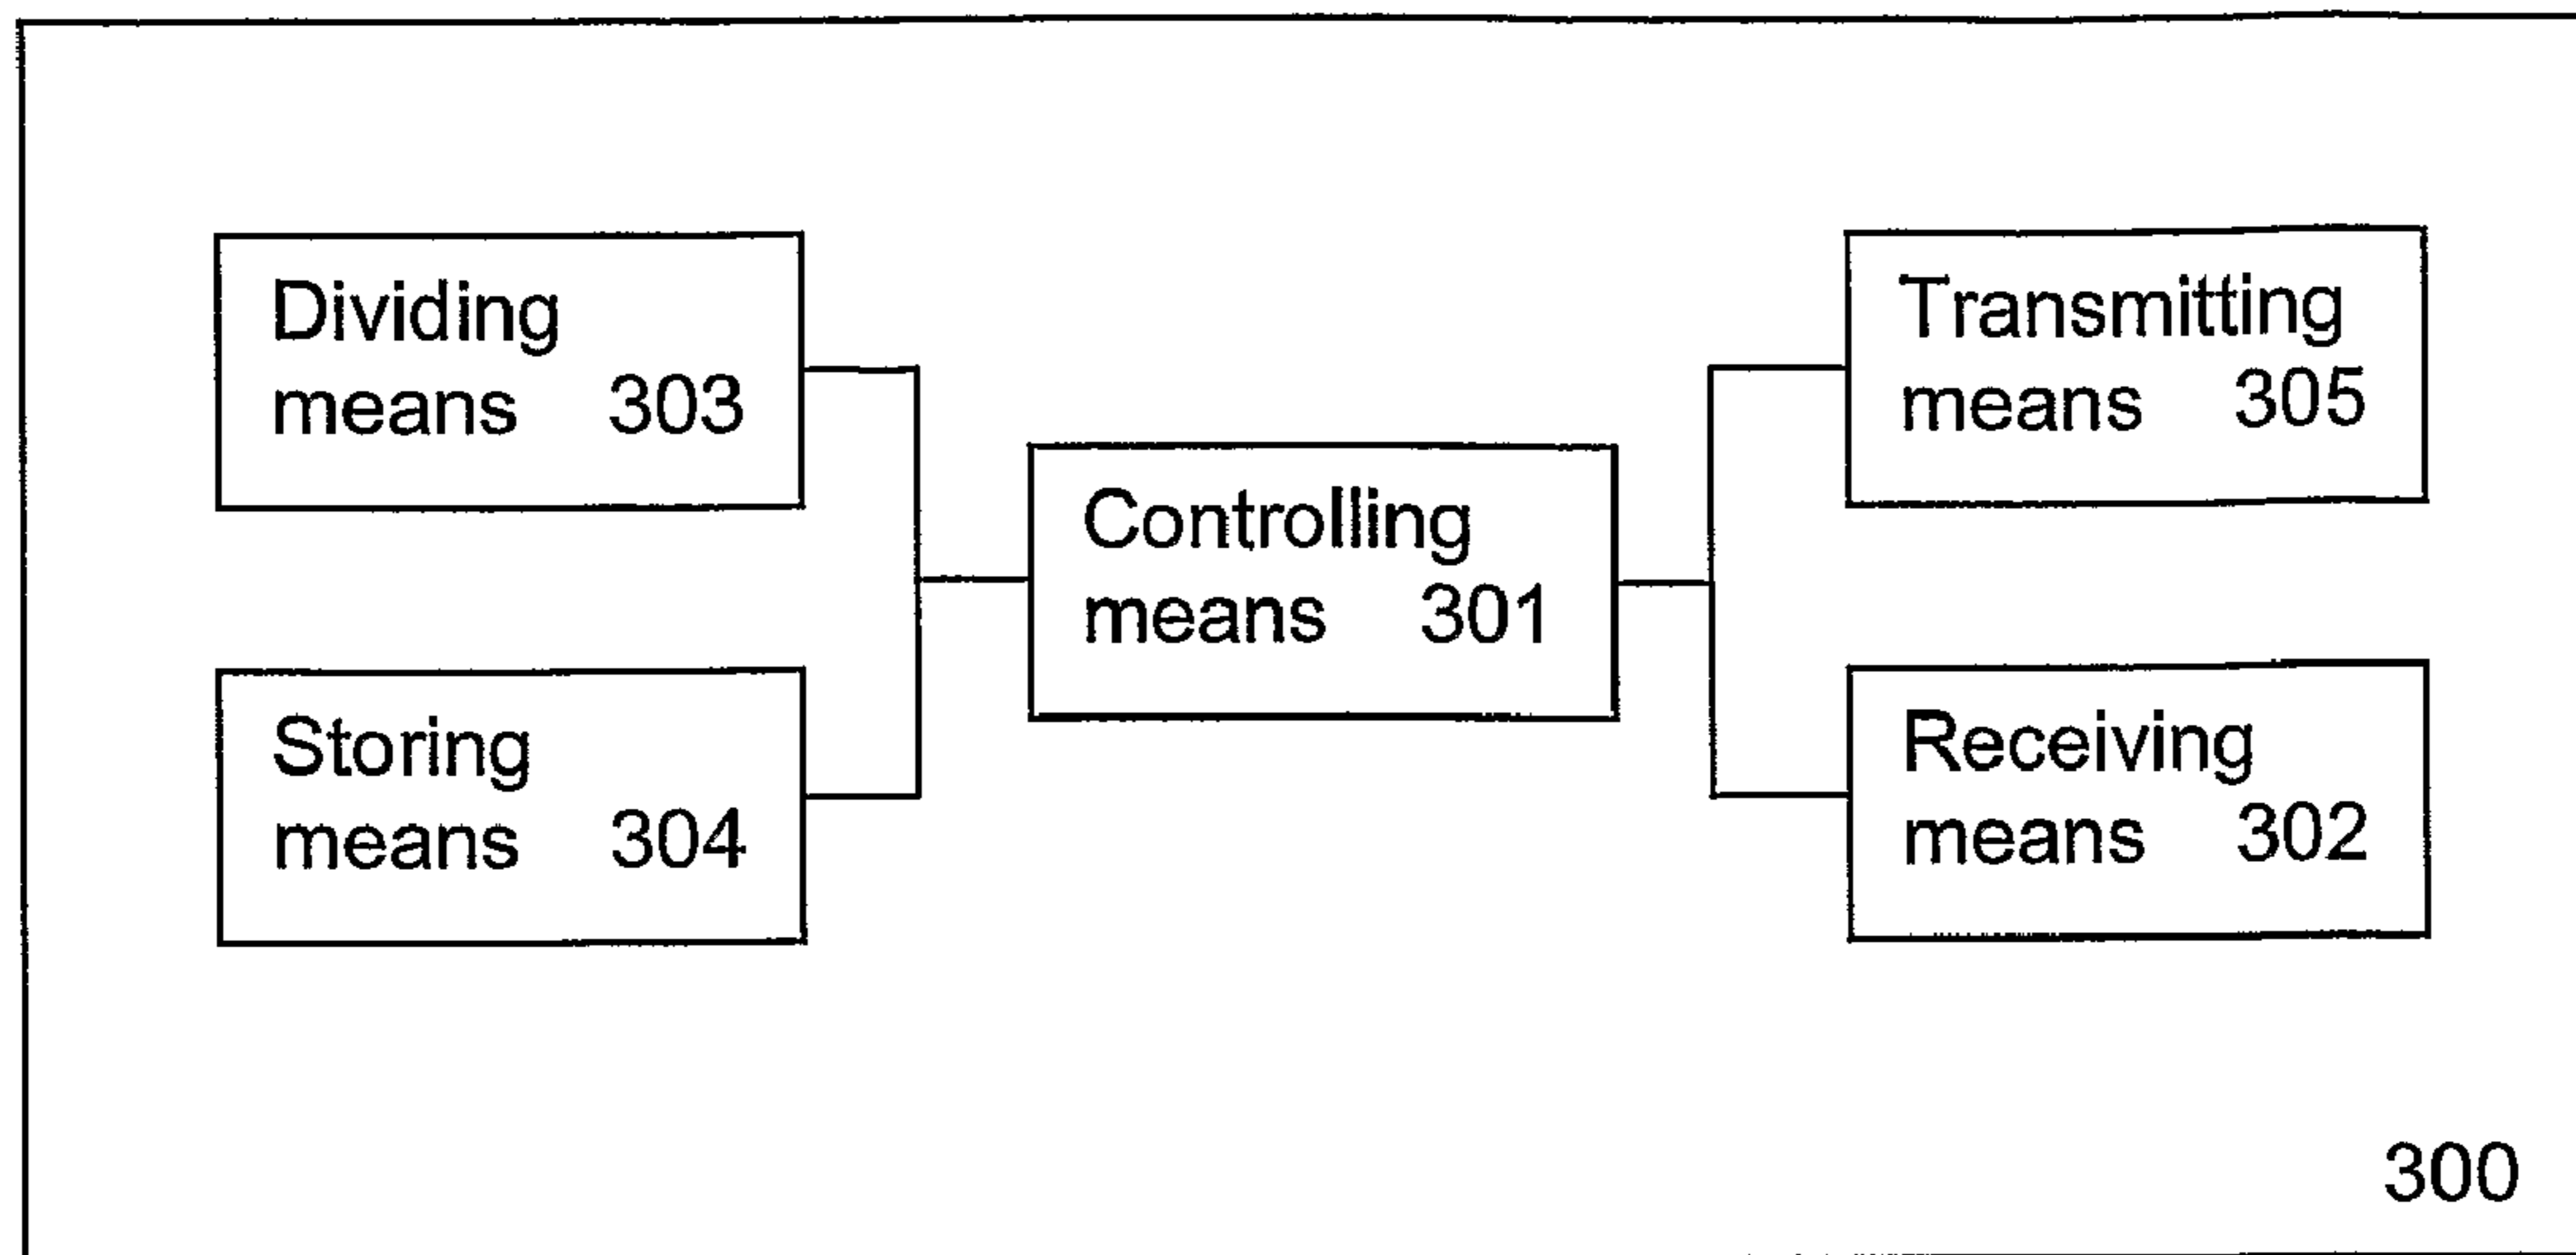 Dividing
means 303
Transmitting
means 305
Controlling
means 301
Storing
means 304
Receiving
means 302
300